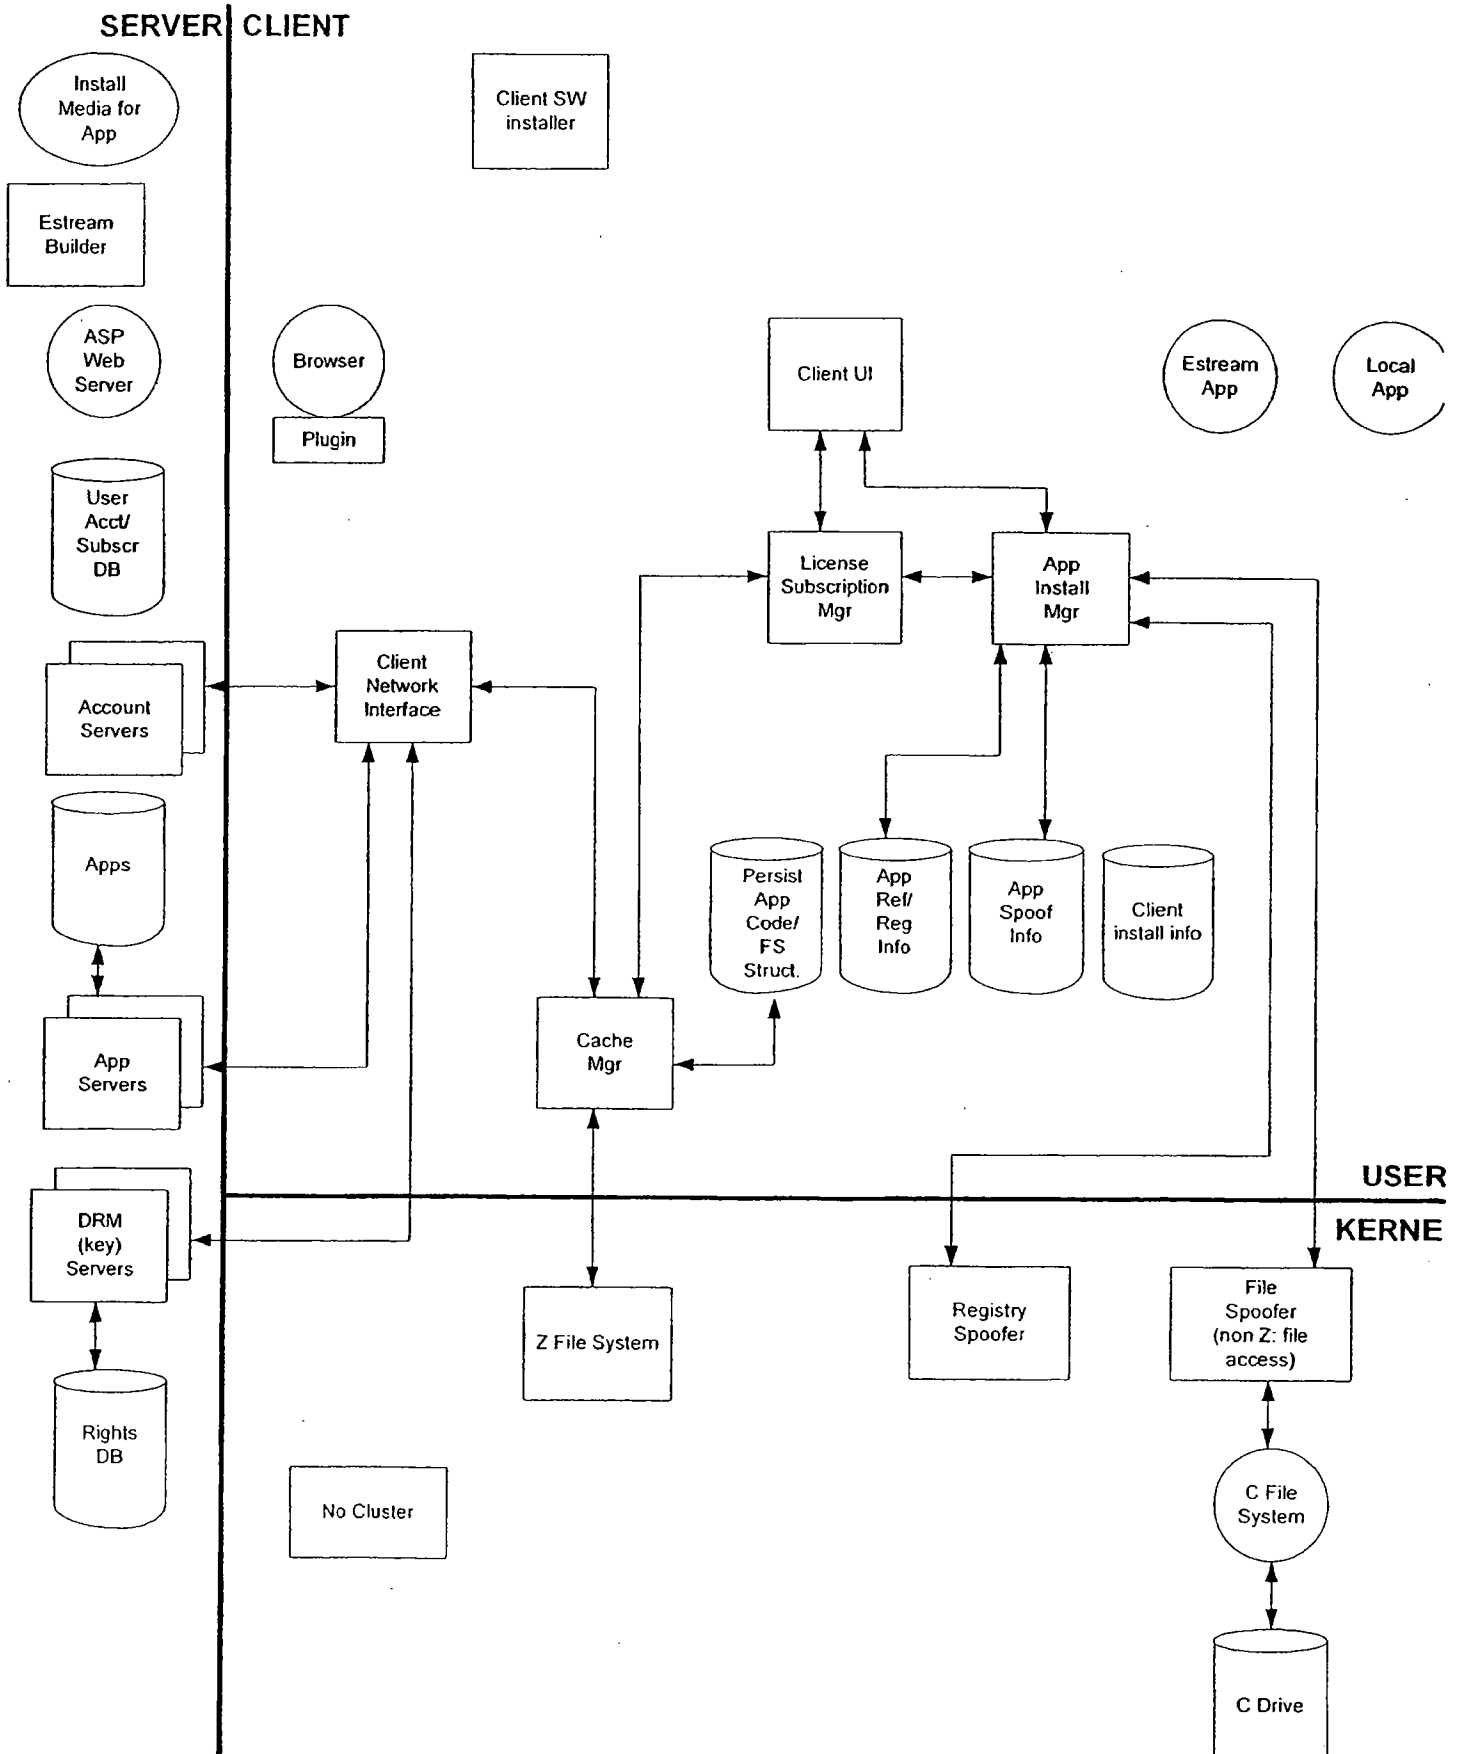 SERVER CLIENT
Install
Media for
App
Client SW
installer
Estream
Builder
ASP
Web
Server
Browser
Plugin
Client UI
Estream
App
Local
App
User
Acct/
Subscr
DB
License
Subscription
Mgr
App
Install
Mgr
Client
Network
Interface
Account
Servers
Apps
Persist
App
Code/
FS
Struct.
App
Ref/
Reg
Info
App
Spoof
Info
Client
install info
Cache
Mgr
App
Servers
USER
KERNE
DRM
(key)
Servers
Z File System
Registry
Spoofer
File
Spoofer
(non Z: file
access)
Rights
DB
No Cluster
C File
System
C Drive